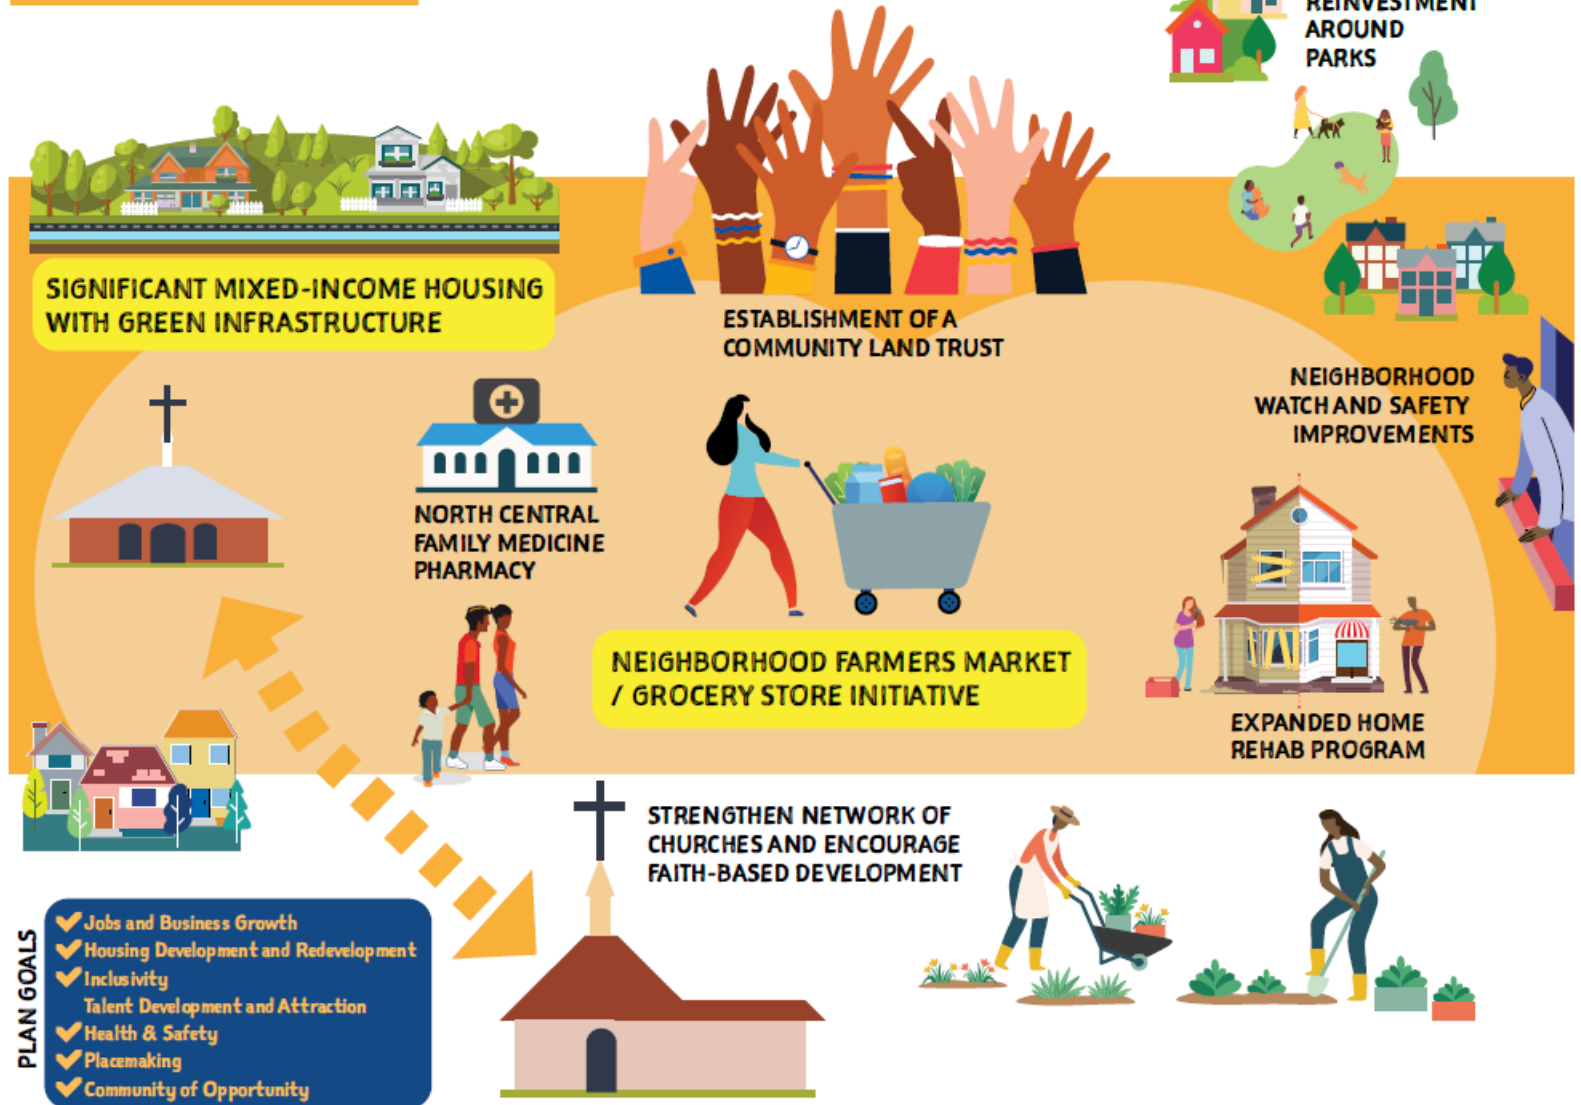 REINVESTMENT
AROUND
PARKS
SIGNIFICANT MIXED-INCOME HOUSING
WITH GREEN INFRASTRUCTURE
ESTABLISHMENT OF A
COMMUNITY LAND TRUST
NEIGHBORHOOD
WATCH AND SAFETY
IMPROVEMENTS
NORTH CENTRAL
FAMILY MEDICINE
PHARMACY
NEIGHBORHOOD FARMERS MARKET
/ GROCERY STORE INITIATIVE
EXPANDED HOME
REHAB PROGRAM
STRENGTHEN NETWORK OF
CHURCHES AND ENCOURAGE
FAITH-BASED DEVELOPMENT
PLAN GOALS
Jobs and Business Growth
Housing Development and Redevelopment
Inclusivity
Talent Development and Attraction
Health & Safety
Placemaking
Community of Opportunity